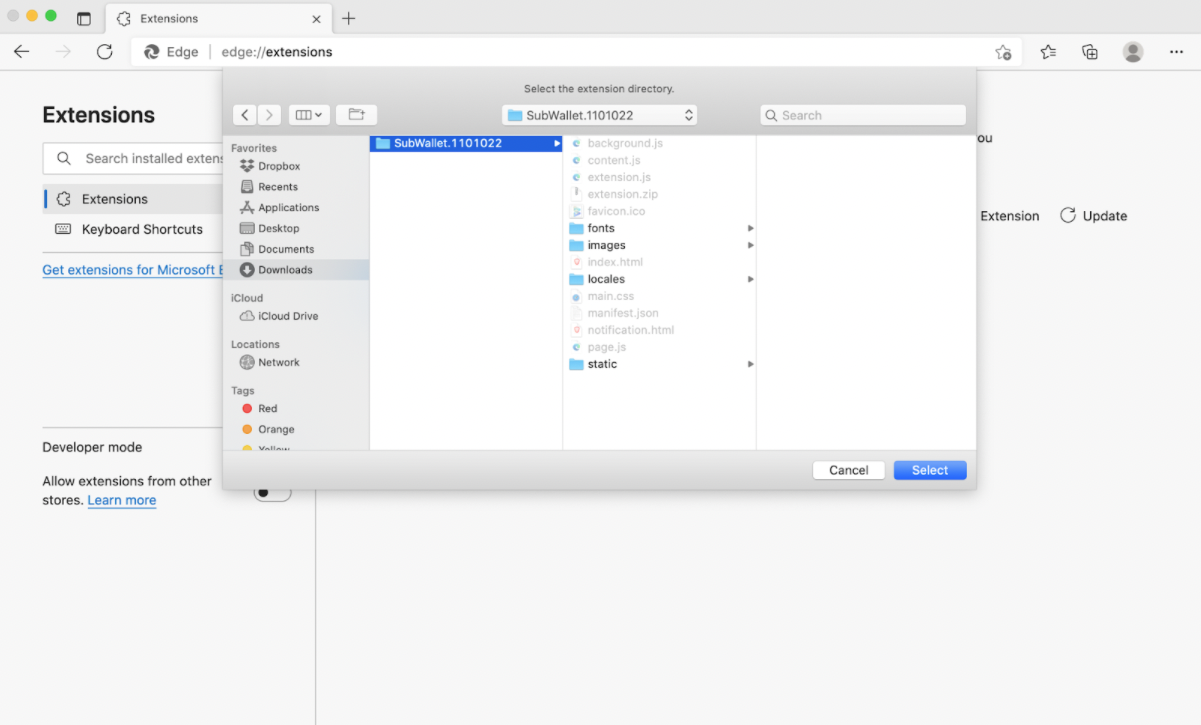 Extensions
Edge | edge://extensions
Extensions
Search installed extens
Extensions
Keyboard Shortcuts
Get extensions for Microsoft E
Developer mode
Allow extensions from other
stores. Learn more
Select the extension directory.
SubWallet.1101022
Search
Favorites
Dropbox
Recents
Applications
Desktop
Documents
Downloads
iCloud
iCloud Drive
Locations
Network
Tags
Red
Orange
Yellow
SubWallet.1101022
background.js
content.js
extension.js
extension.zip
favicon.ico
fonts
images
index.html
locales
main.css
manifest.json
notification.html
page.js
static
Cancel
Select
ou
Extension
Update